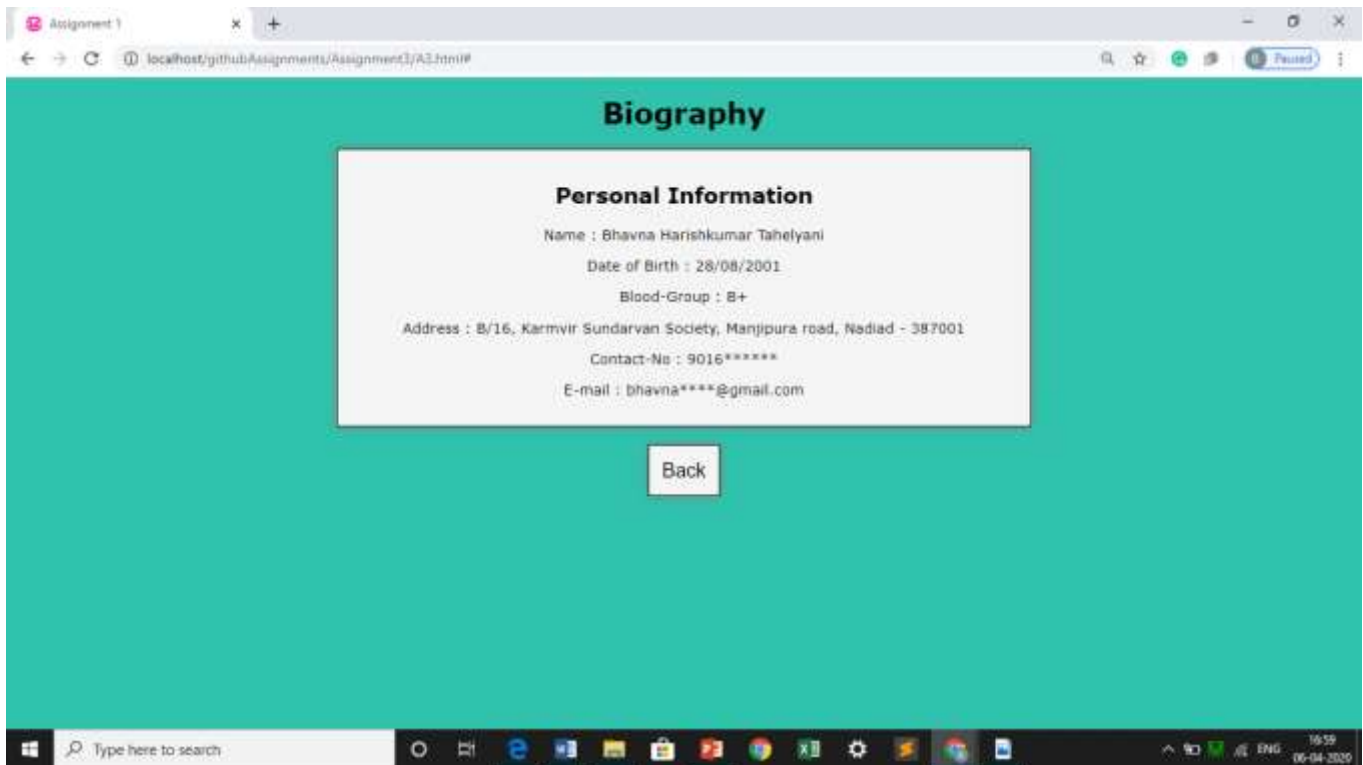 Assignment 1
localhost/githubAssignments/Assignment3/A3.html#
Paused
Biography
Personal Information
Name : Bhavna Harishkumar Tahelyani
Date of Birth : 28/08/2001
Blood-Group : B+
Address : B/16, Karmvir Sundarvan Society, Manjipura road, Nadiad - 387001
Contact-No : 9016******
E-mail : bhavna****@gmail.com
Back
Type here to search
ENG
16:59
06-04-2020